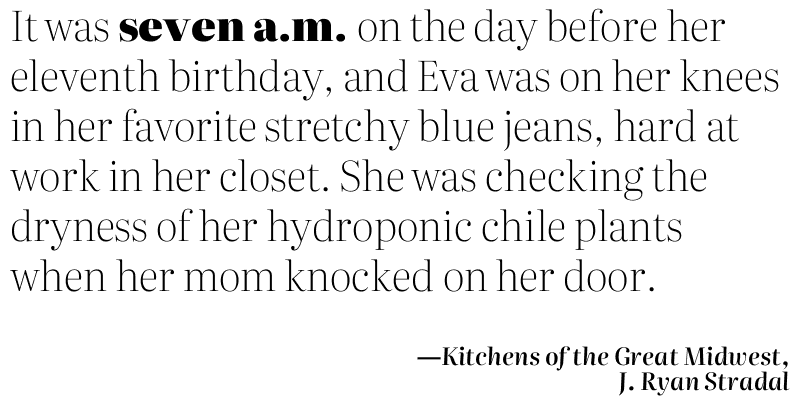 It was seven a.m. on the day before her
eleventh birthday, and Eva was on her knees
in her favorite stretchy blue jeans, hard at
work in her closet. She was checking the
dryness of her hydroponic chile plants
when her mom knocked on her door.
—Kitchens of the Great Midwest,
J. Ryan Stradal